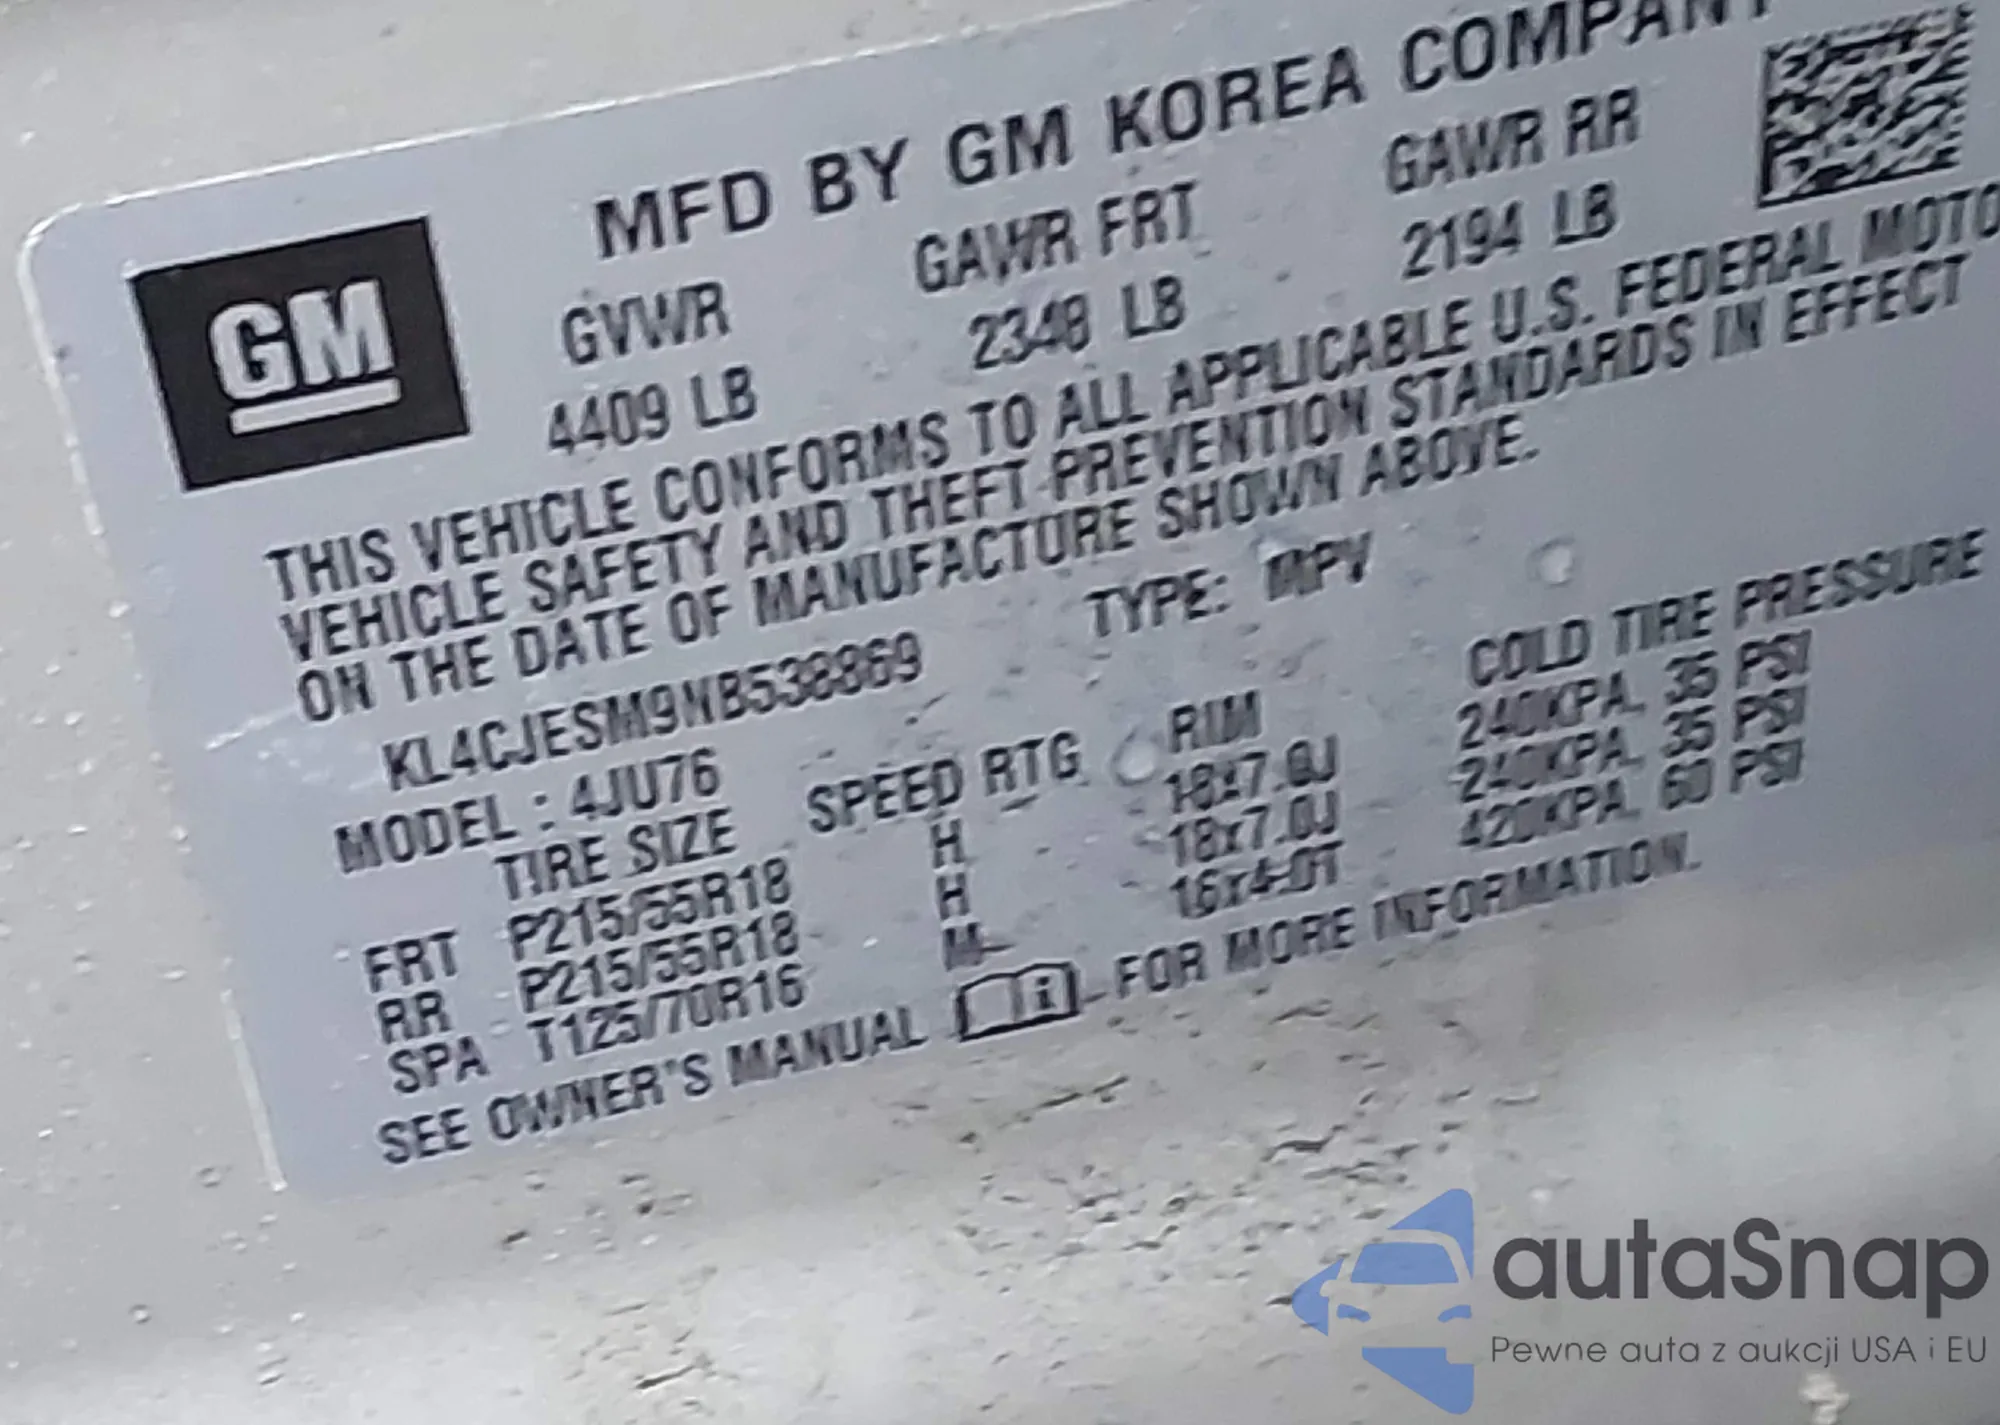 MFD BY GM KOREA COMPANY
GM
GVWR GAWR FRT GAWR RR
4409 LB 2348 LB 2194 LB
THIS VEHICLE CONFORMS TO ALL APPLICABLE U.S. FEDERAL MOTO
VEHICLE SAFETY AND THEFT PREVENTION STANDARDS IN EFFECT
ON THE DATE OF MANUFACTURE SHOWN ABOVE.
KL4CJESM9NB538869 TYPE: MPV
MODEL : 4JU76
TIRE SIZE SPEED RTG RIM COLD TIRE PRESSURE
FRT P215/55R18 H 18x7.0J 240KPA, 35 PSI
RR P215/55R18 H 18x7.0J 240KPA, 35 PSI
SPA T125/70R16 M 16x4.0T 420KPA, 60 PSI
SEE OWNER'S MANUAL i FOR MORE INFORMATION.
autaSnap
Pewne auta z aukcji USA i EU